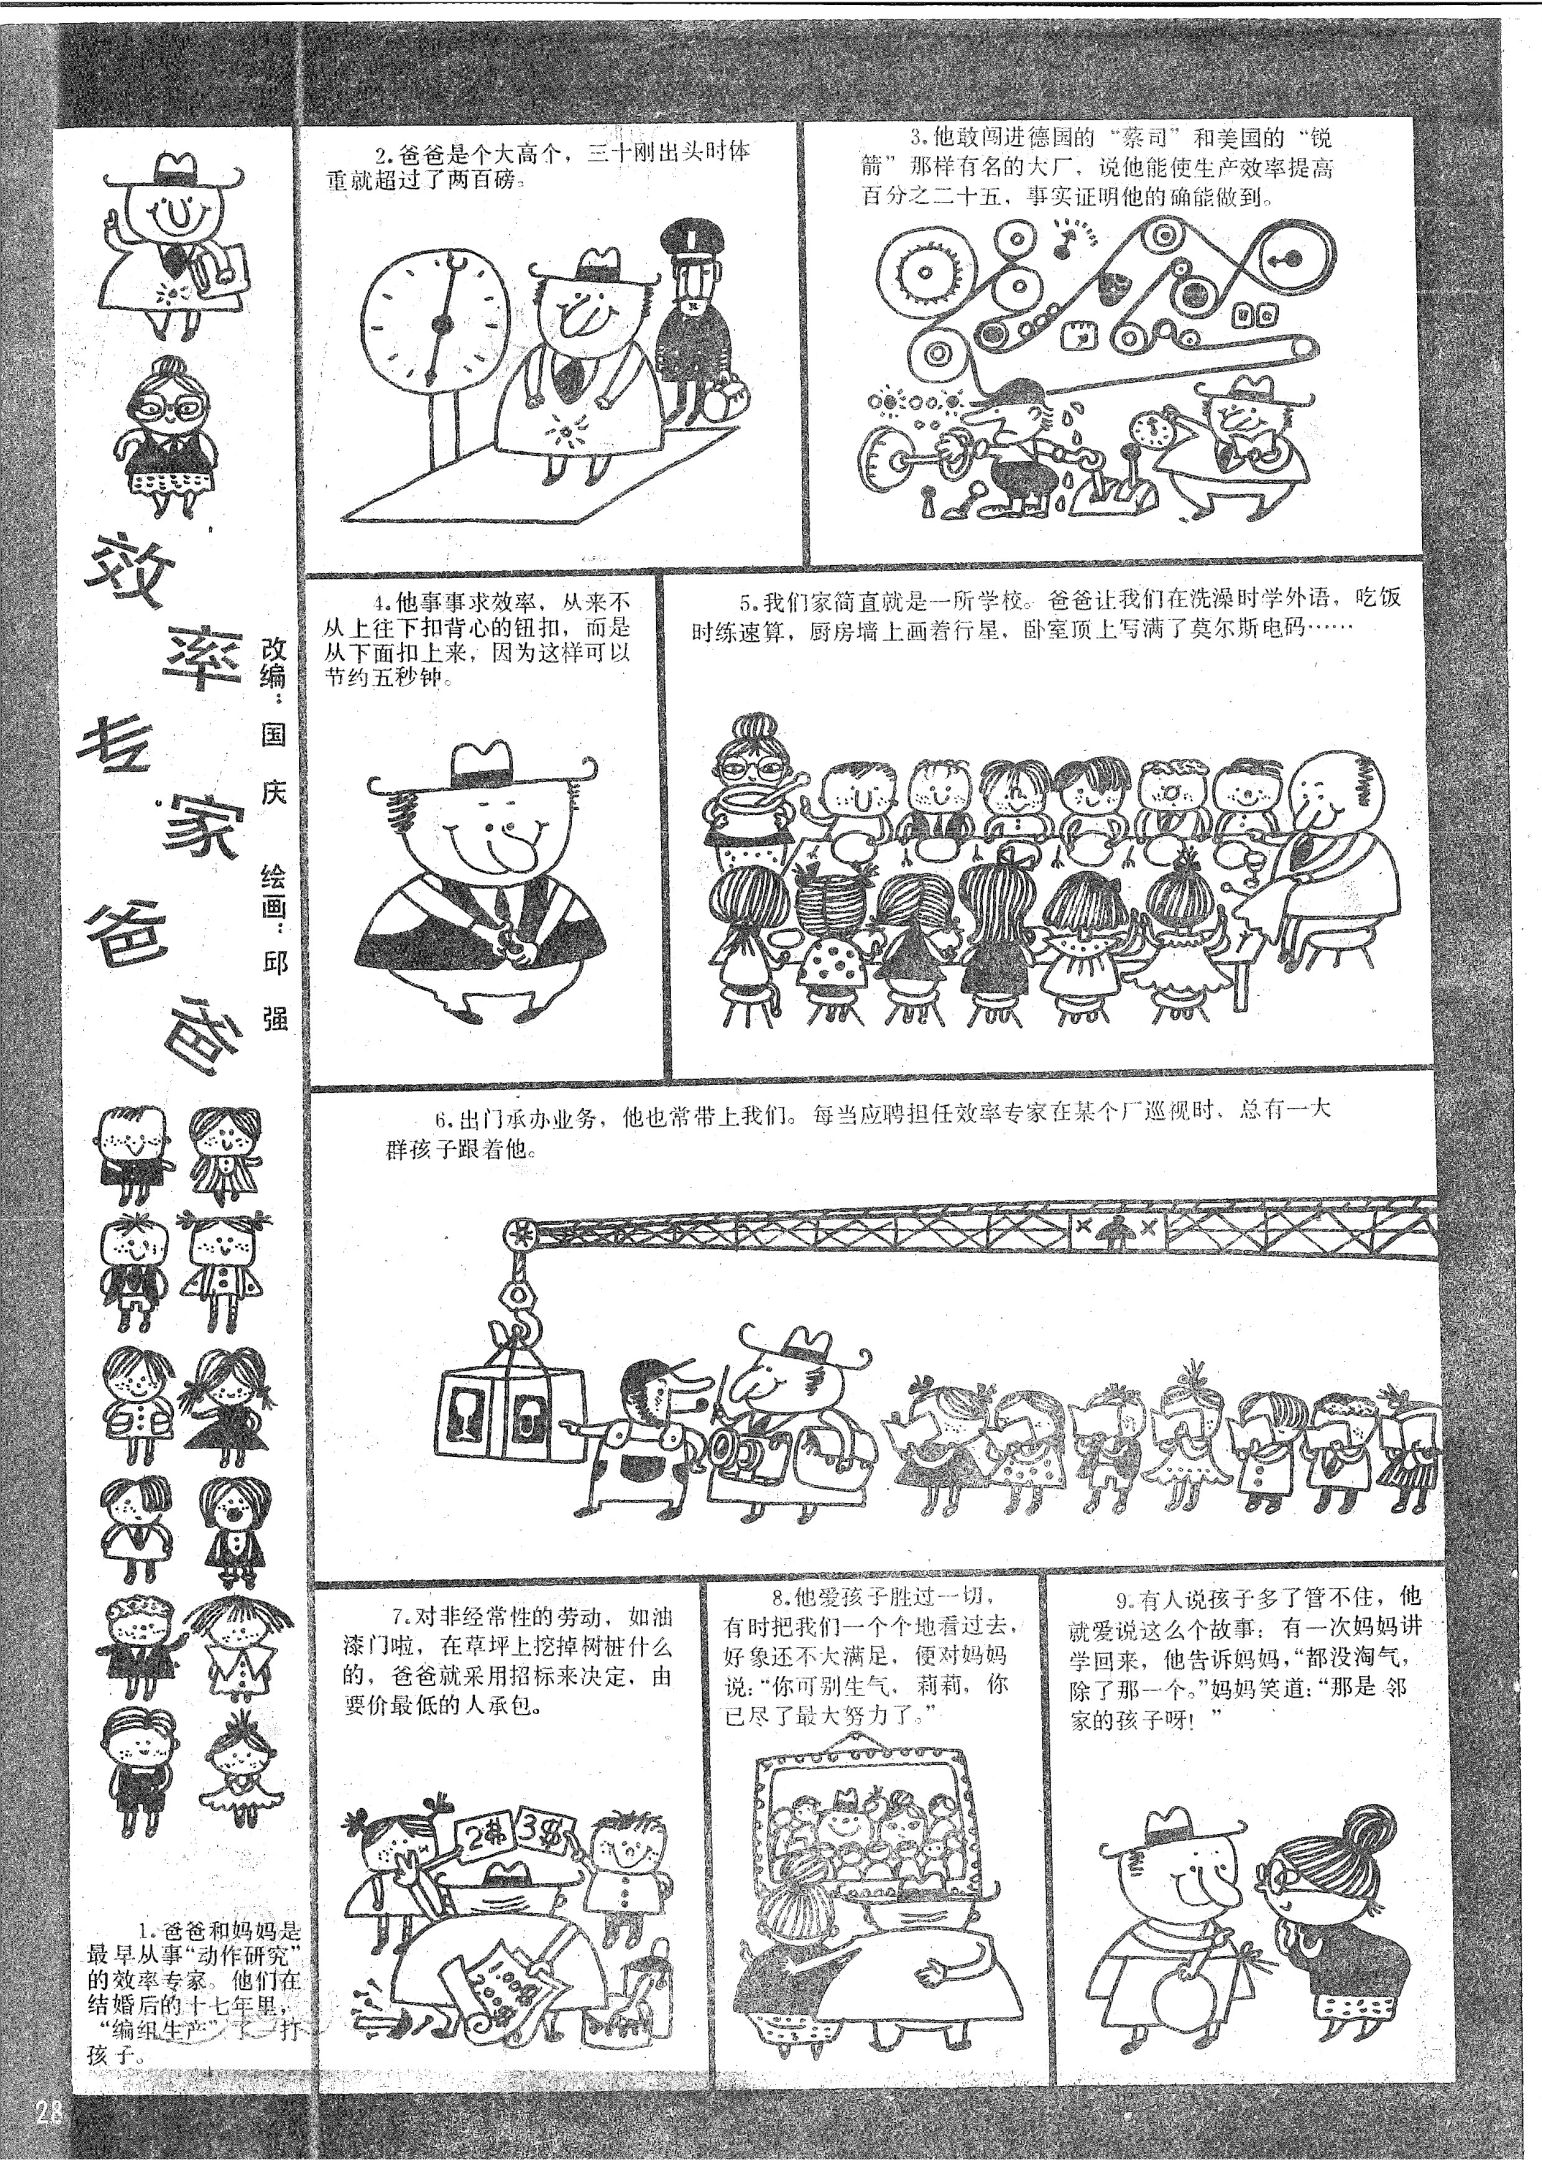 效率专家爸爸
改编：国庆 绘画：邱强
1.爸爸和妈妈是
最早从事“动作研究”
的效率专家。他们在
结婚后的十七年里，
“编组生产”了一打
孩子。
2.爸爸是个大高个，三十刚出头时体
重就超过了两百磅。
3.他敢闯进德国的“蔡司”和美国的“锐
箭”那样有名的大厂，说他能使生产效率提高
百分之二十五，事实证明他的确能做到。
4.他事事求效率，从来不
从上往下扣背心的钮扣，而是
从下面扣上来，因为这样可以
节约五秒钟。
5.我们家简直就是一所学校。爸爸让我们在洗澡时学外语，吃饭
时练速算，厨房墙上画着行星，卧室顶上写满了莫尔斯电码……
6.出门承办业务，他也常带上我们。每当应聘担任效率专家在某个厂巡视时，总有一大
群孩子跟着他。
7.对非经常性的劳动，如油
漆门啦，在草坪上挖掉树桩什么
的，爸爸就采用招标来决定，由
要价最低的人承包。
2$ 3$
100$
200$
8.他爱孩子胜过一切，
有时把我们一个个地看过去，
好象还不大满足，便对妈妈
说：“你可别生气，莉莉，你
已尽了最大努力了。”
9.有人说孩子多了管不住，他
就爱说这么个故事：有一次妈妈讲
学回来，他告诉妈妈，“都没淘气，
除了那一个。”妈妈笑道：“那是邻
家的孩子呀！”
28